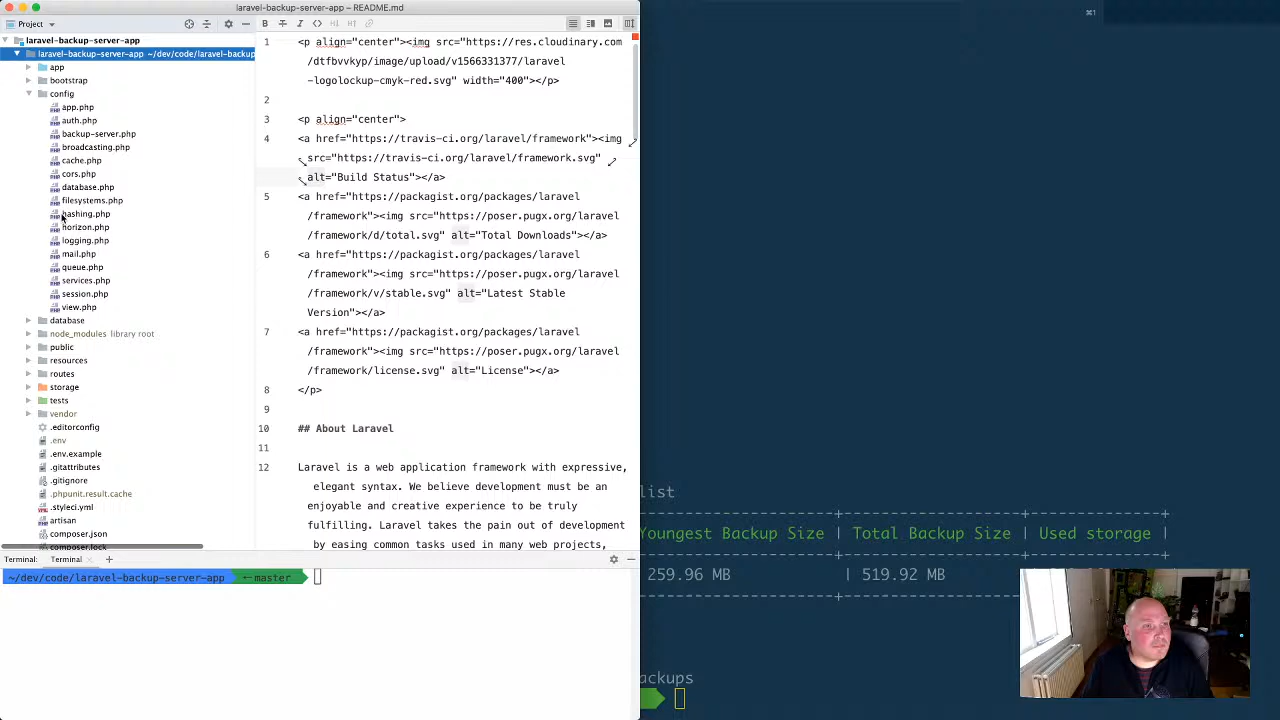 laravel-backup-server-app – README.md
Project
B I
⌘1
laravel-backup-server-app
laravel-backup-server-app ~/dev/code/laravel-backup
app
bootstrap
config
app.php
auth.php
backup-server.php
broadcasting.php
cache.php
cors.php
database.php
filesystems.php
hashing.php
horizon.php
logging.php
mail.php
queue.php
services.php
session.php
view.php
database
node_modules library root
public
resources
routes
storage
tests
vendor
.editorconfig
.env
.env.example
.gitattributes
.gitignore
.phpunit.result.cache
.styleci.yml
artisan
composer.json
composer.lock
1 <p align="center"><img src="https://res.cloudinary.com
/dtfbvvkyp/image/upload/v1566331377/laravel
-logolockup-cmyk-red.svg" width="400"></p>
2
3 <p align="center">
4 <a href="https://travis-ci.org/laravel/framework"><img
src="https://travis-ci.org/laravel/framework.svg"
alt="Build Status"></a>
5 <a href="https://packagist.org/packages/laravel
/framework"><img src="https://poser.pugx.org/laravel
/framework/d/total.svg" alt="Total Downloads"></a>
6 <a href="https://packagist.org/packages/laravel
/framework"><img src="https://poser.pugx.org/laravel
/framework/v/stable.svg" alt="Latest Stable
Version"></a>
7 <a href="https://packagist.org/packages/laravel
/framework"><img src="https://poser.pugx.org/laravel
/framework/license.svg" alt="License"></a>
8 </p>
9
10 ## About Laravel
11
12 Laravel is a web application framework with expressive,
elegant syntax. We believe development must be an
enjoyable and creative experience to be truly
fulfilling. Laravel takes the pain out of development
by easing common tasks used in many web projects,
Terminal: Terminal
~/dev/code/laravel-backup-server-app master
list
Youngest Backup Size | Total Backup Size | Used storage |
259.96 MB | 519.92 MB
ackups